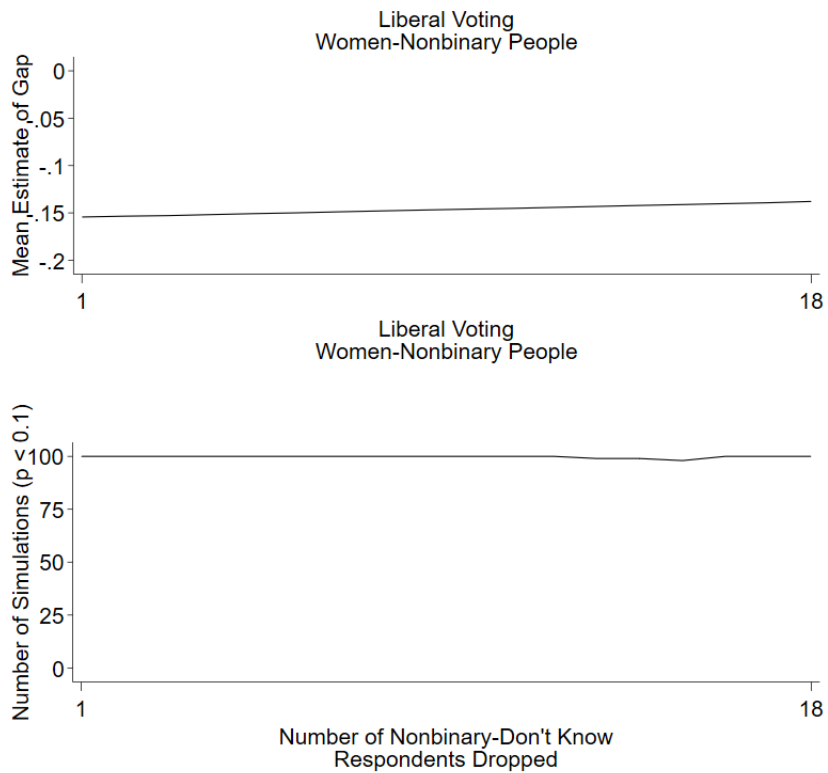 Liberal Voting
Women-Nonbinary People
Mean Estimate of Gap
0
-.05
-.1
-.15
-.2
1
18
Liberal Voting
Women-Nonbinary People
Number of Simulations (p < 0.1)
100
75
50
25
0
1
18
Number of Nonbinary-Don't Know
Respondents Dropped